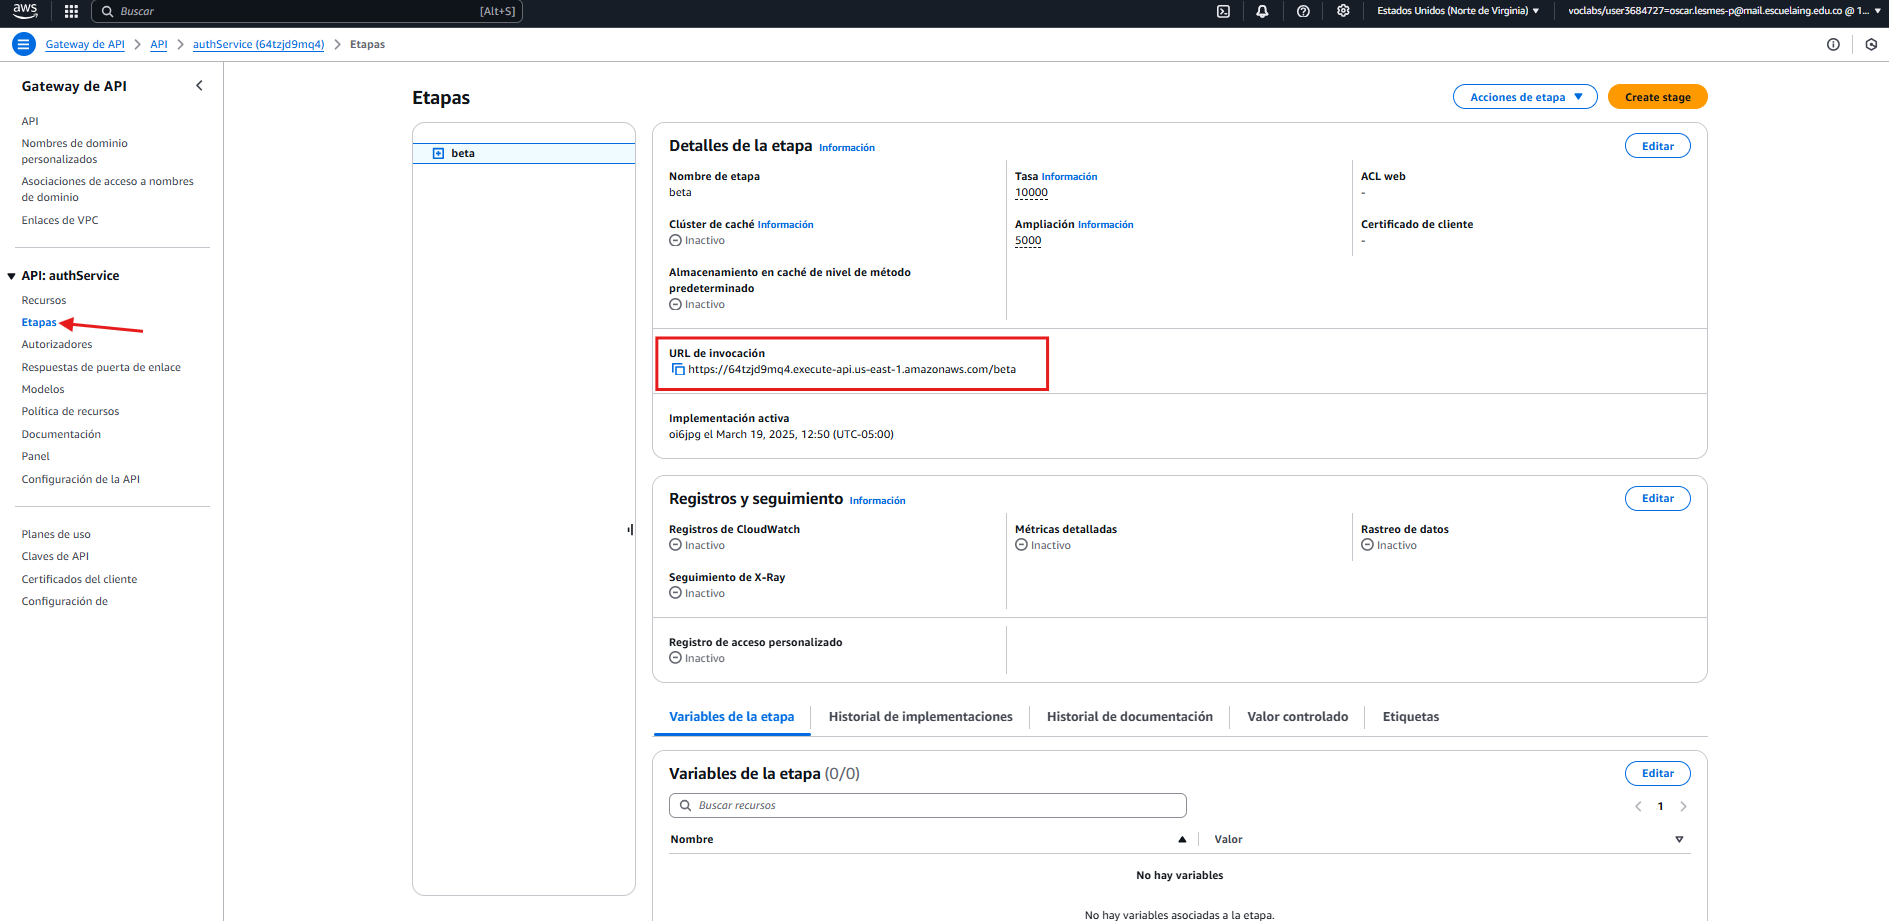 aws
Buscar
[Alt+S]
Estados Unidos (Norte de Virginia)
voclabs/user3684727=oscar.lesmes-p@mail.escuelaing.edu.co @ 1...
Gateway de API
API
authService (64tzjd9mq4)
Etapas
Gateway de API
API
Nombres de dominio
personalizados
Asociaciones de acceso a nombres
de dominio
Enlaces de VPC
API: authService
Recursos
Etapas
Autorizadores
Respuestas de puerta de enlace
Modelos
Política de recursos
Documentación
Panel
Configuración de la API
Planes de uso
Claves de API
Certificados del cliente
Configuración de
Etapas
Acciones de etapa
Create stage
beta
Detalles de la etapa Información
Editar
Nombre de etapa
beta
Tasa Información
10000
ACL web
-
Clúster de caché Información
Inactivo
Ampliación Información
5000
Certificado de cliente
-
Almacenamiento en caché de nivel de método
predeterminado
Inactivo
URL de invocación
https://64tzjd9mq4.execute-api.us-east-1.amazonaws.com/beta
Implementación activa
oi6jpg el March 19, 2025, 12:50 (UTC-05:00)
Registros y seguimiento Información
Editar
Registros de CloudWatch
Inactivo
Métricas detalladas
Inactivo
Rastreo de datos
Inactivo
Seguimiento de X-Ray
Inactivo
Registro de acceso personalizado
Inactivo
Variables de la etapa
Historial de implementaciones
Historial de documentación
Valor controlado
Etiquetas
Variables de la etapa (0/0)
Editar
Buscar recursos
1
Nombre
Valor
No hay variables
No hay variables asociadas a la etapa.